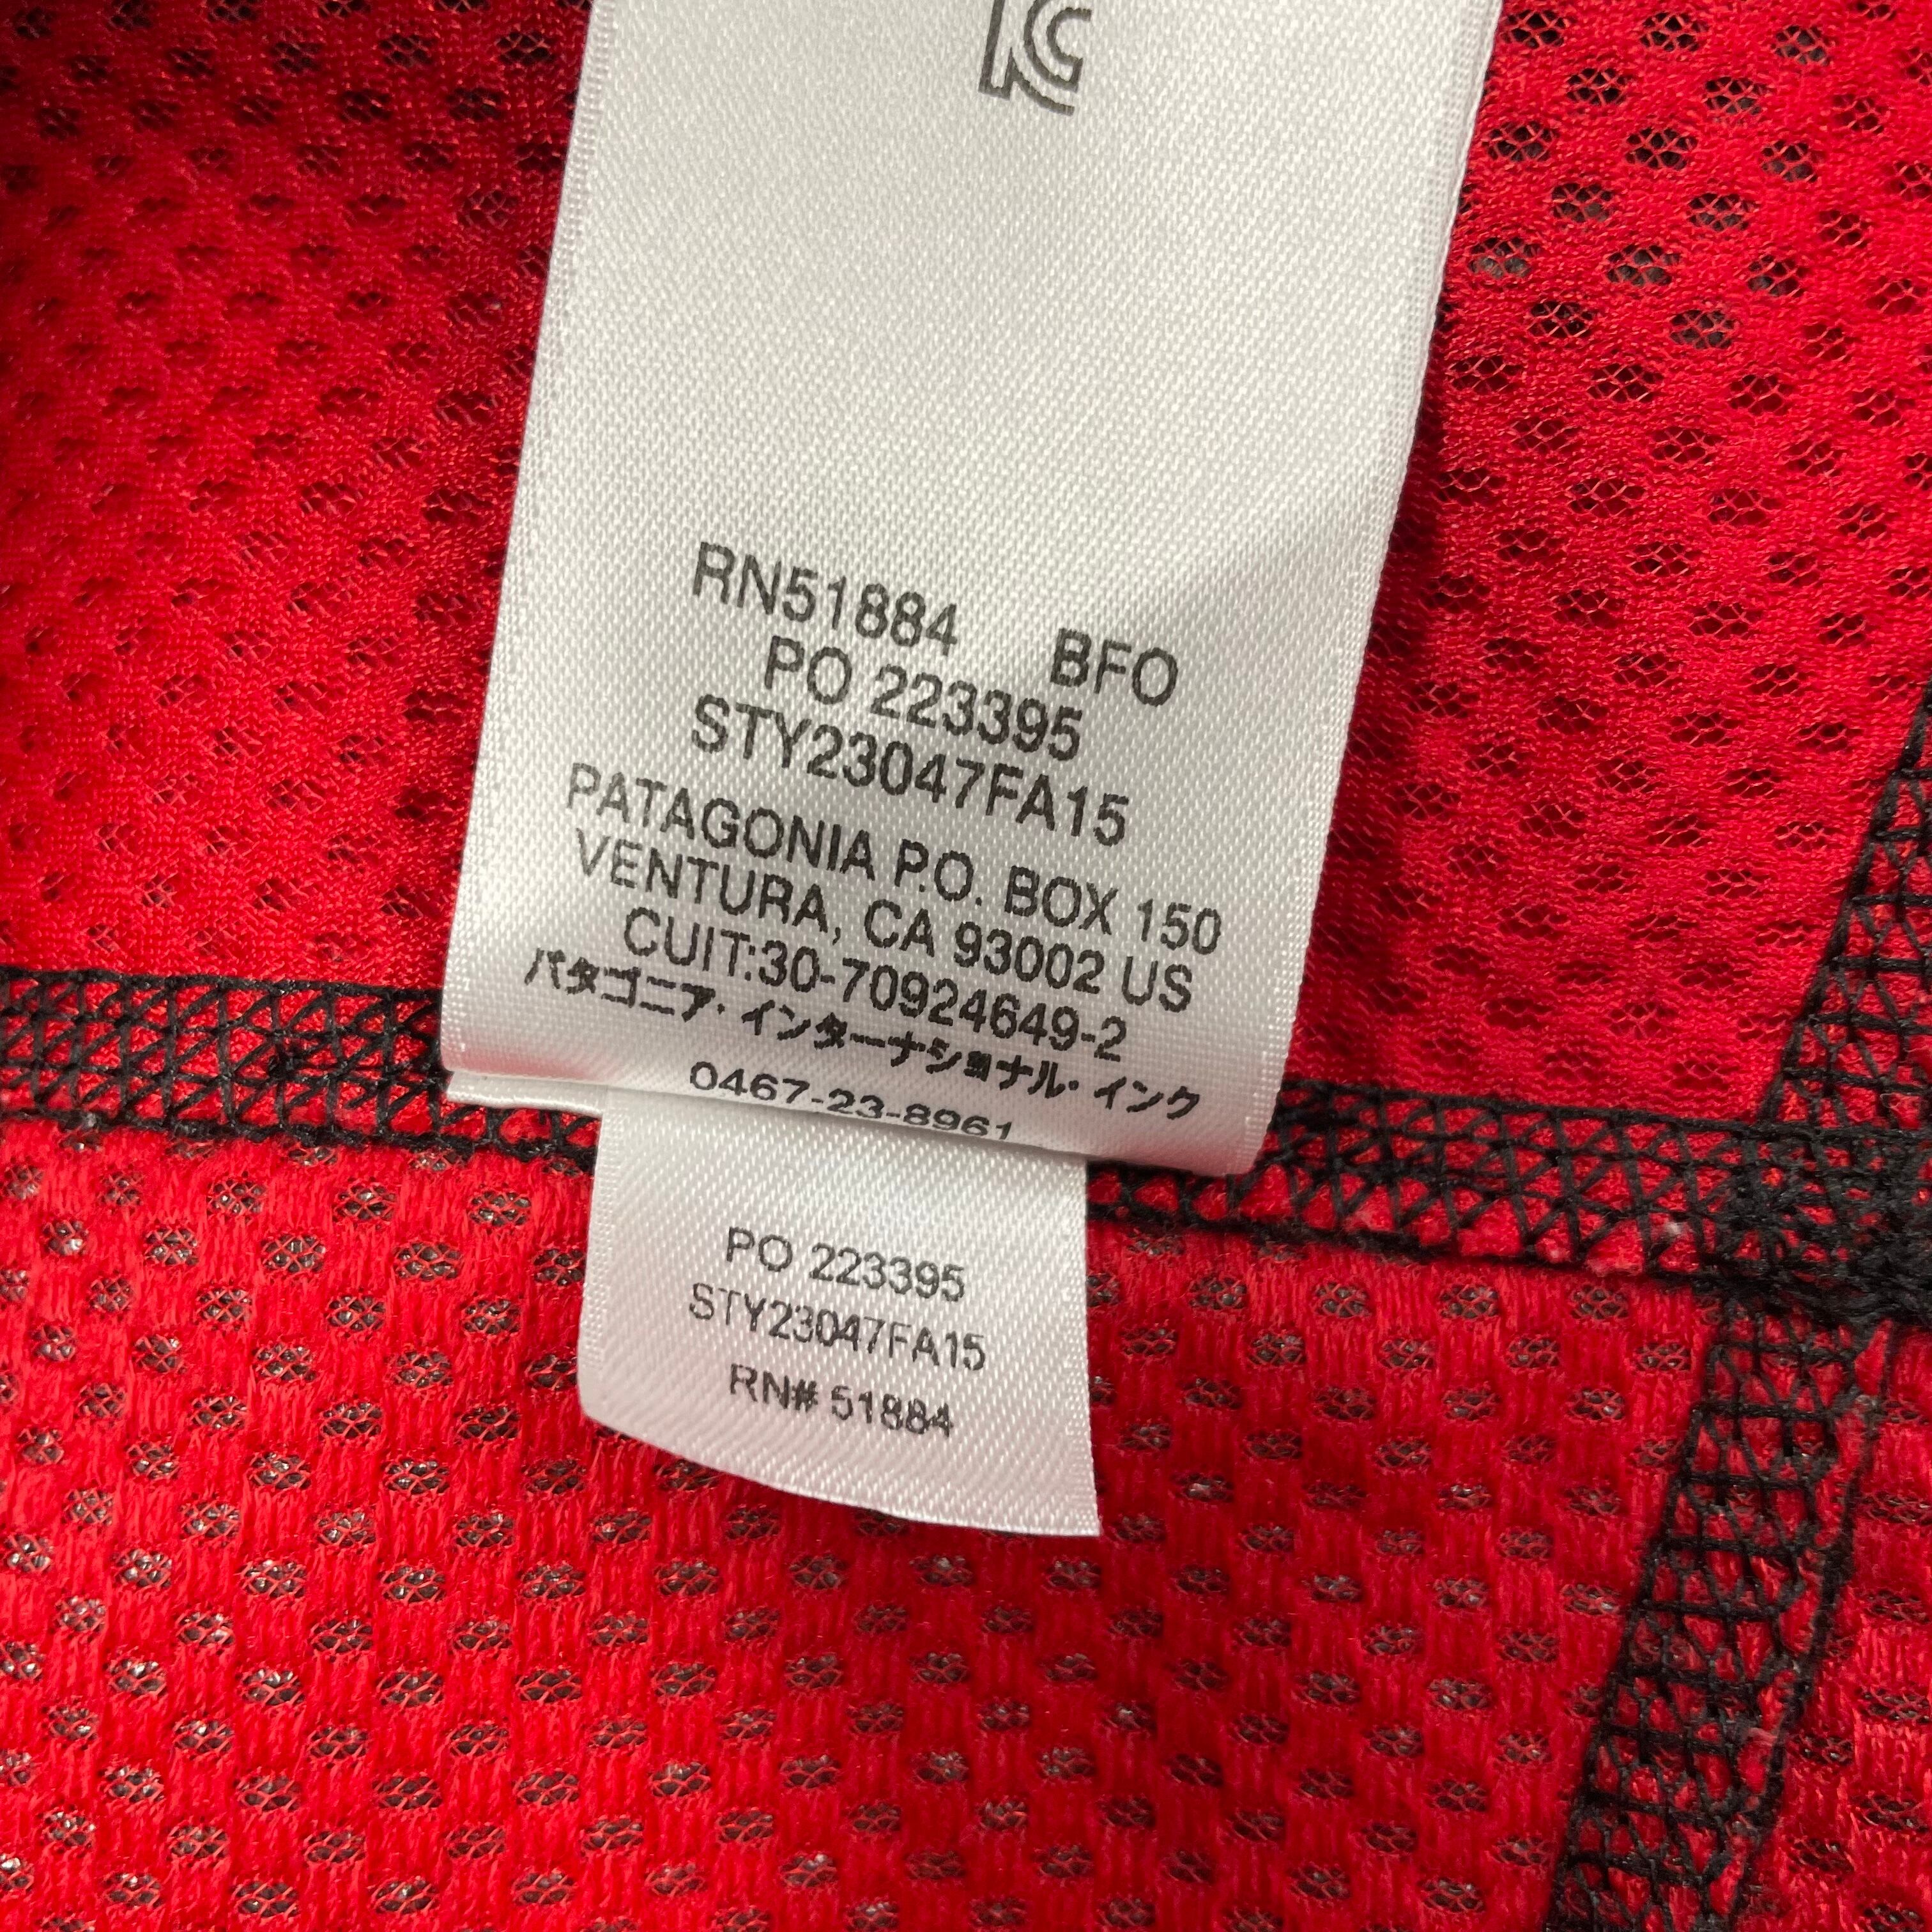 RN51884 BFO
PO 223395
STY23047FA15
PATAGONIA P.O. BOX 150
VENTURA, CA 93002 US
CUIT:30-70924649-2
パタゴニア・インターナショナル・インク
0467-23-8961
PO 223395
STY23047FA15
RN# 51884